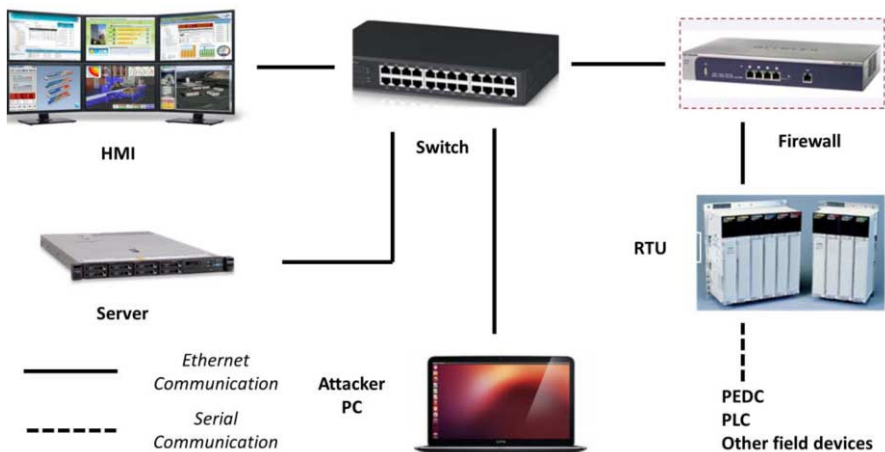 HMI
Switch
Firewall
RTU
Server
Ethernet
Communication
Attacker
PC
Serial
Communication
PEDC
PLC
Other field devices